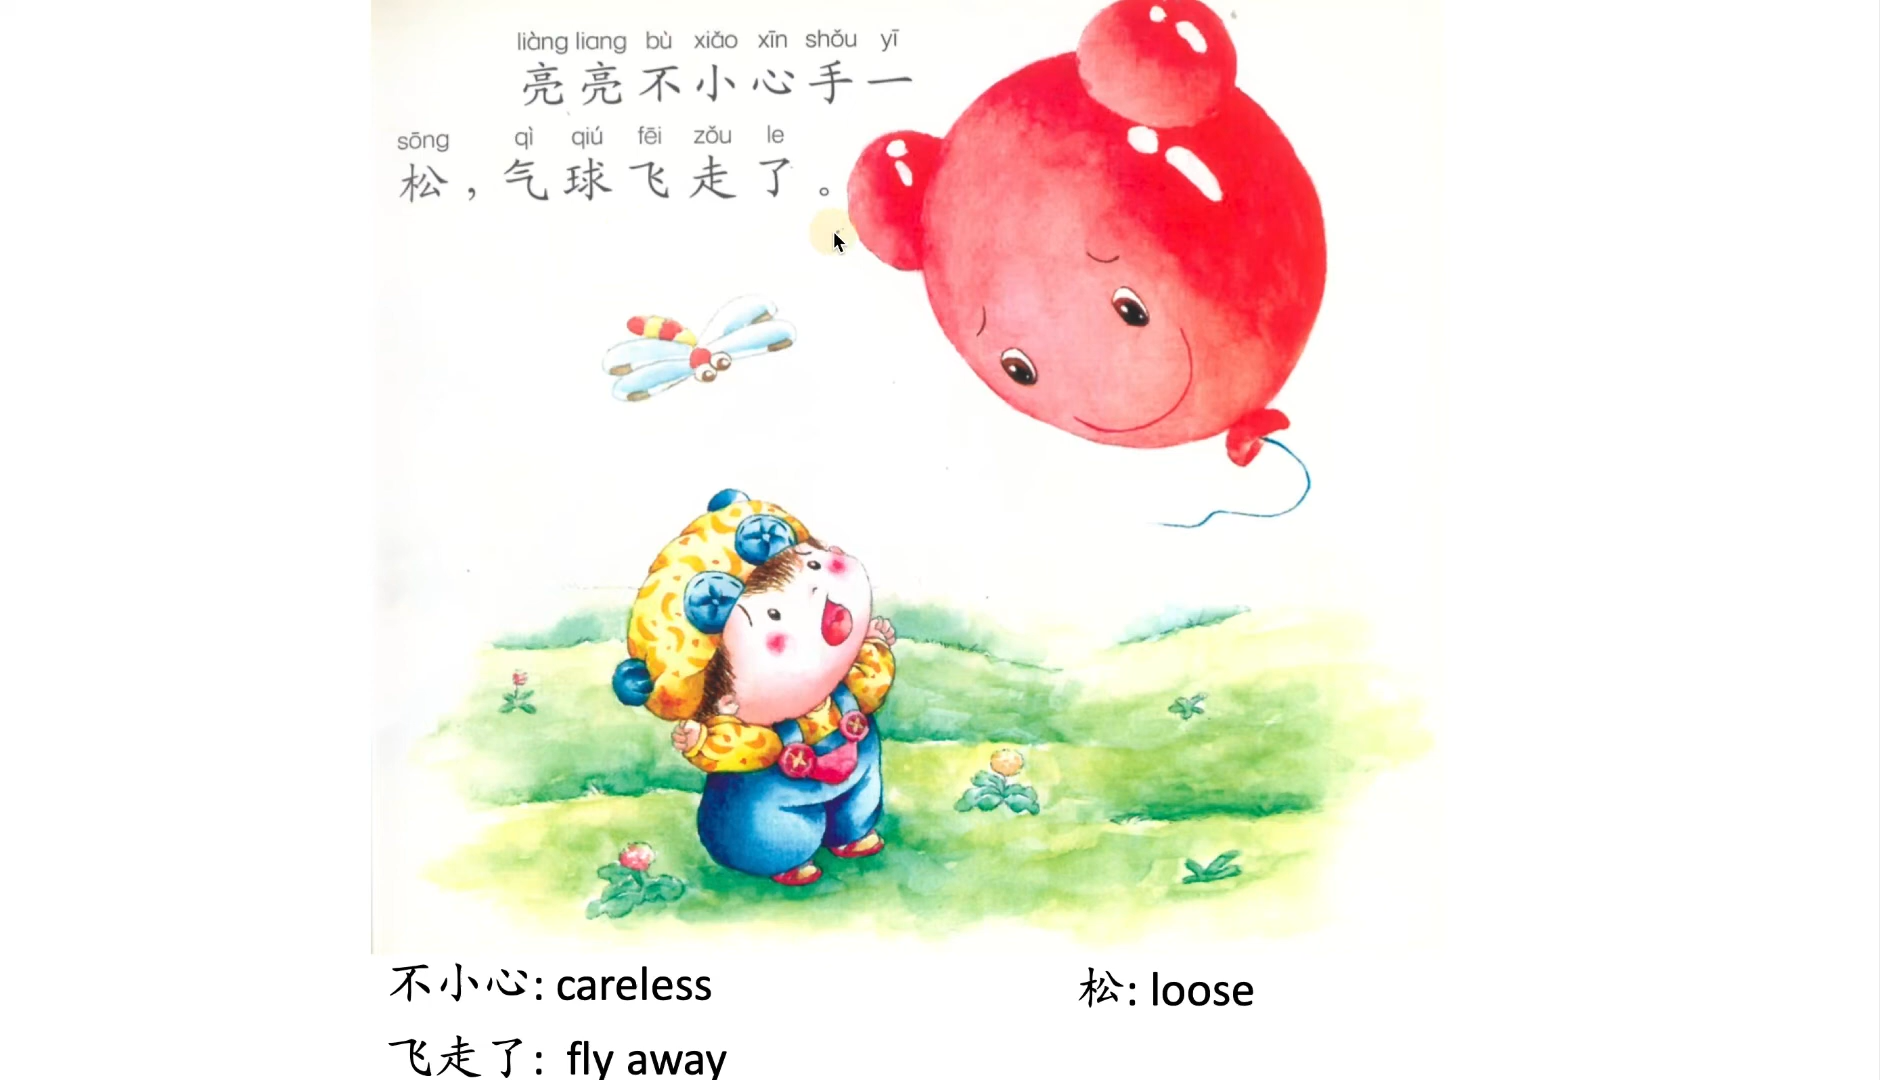 liàng liang bù xiǎo xīn shǒu yī
亮亮不小心手一
sōng qì qiú fēi zǒu le
松，气球飞走了。
不小心: careless
松: loose
飞走了: fly away